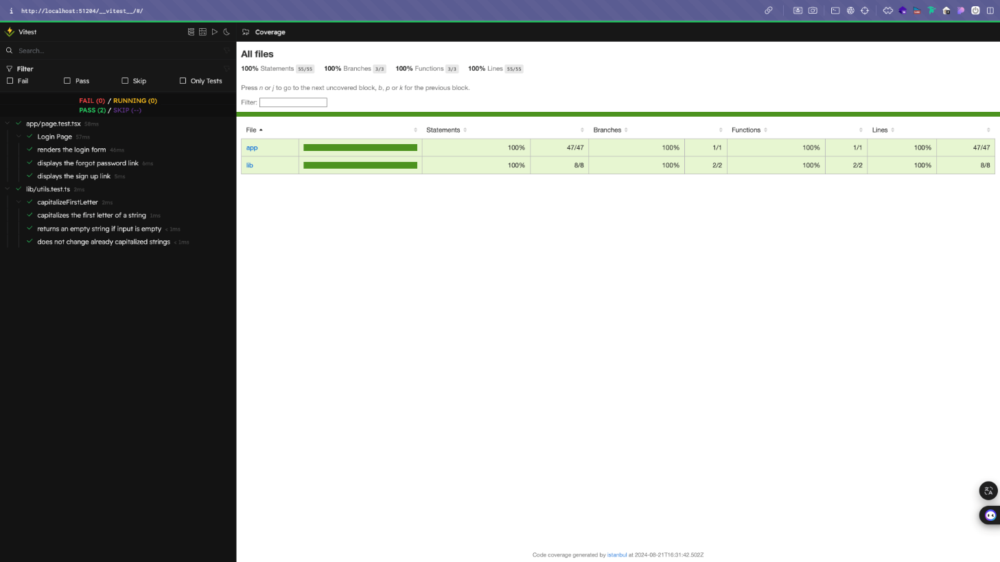 http://localhost:51204/__vitest__/#/
Vitest
Search...
Filter
Fail Pass Skip Only Tests
FAIL (0) / RUNNING (0)
PASS (2) / SKIP (--)
app/page.test.tsx 58ms
Login Page 57ms
renders the login form 46ms
displays the forgot password link 6ms
displays the sign up link 5ms
lib/utils.test.ts 2ms
capitalizeFirstLetter 2ms
capitalizes the first letter of a string 1ms
returns an empty string if input is empty < 1ms
does not change already capitalized strings < 1ms
Coverage
All files
100% Statements 55/55 100% Branches 3/3 100% Functions 3/3 100% Lines 55/55
Press n or j to go to the next uncovered block, b, p or k for the previous block.
Filter:
File Statements Branches Functions Lines
app 100% 47/47 100% 1/1 100% 1/1 100% 47/47
lib 100% 8/8 100% 2/2 100% 2/2 100% 8/8
Code coverage generated by istanbul at 2024-08-21T16:31:42.502Z